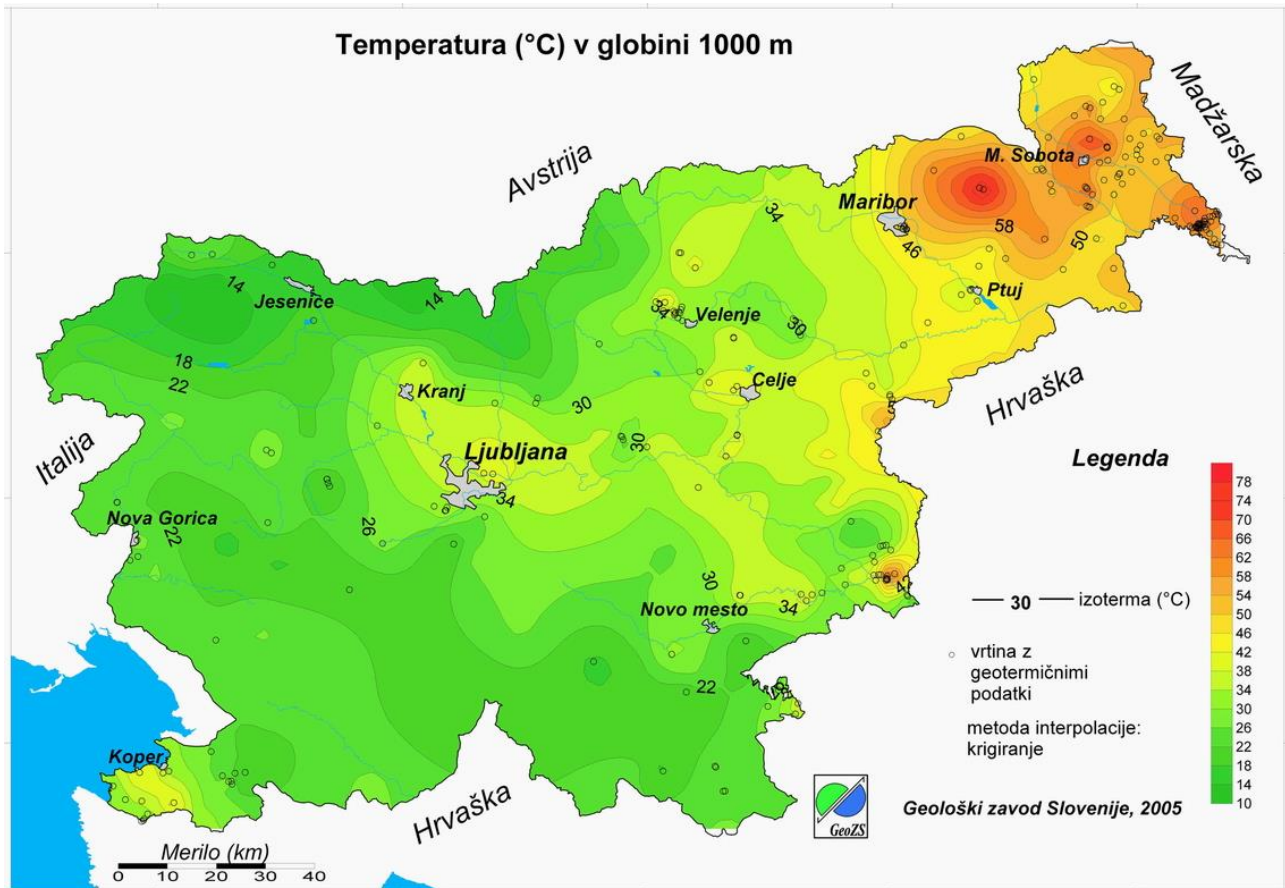 Temperatura (°C) v globini 1000 m
Madžarska
Avstrija
M. Sobota
Maribor
34
58
50
46
14
Jesenice
14
Ptuj
34
Velenje
30
18
22
Kranj
Celje
30
Hrvaška
30
Italija
Ljubljana
Legenda
34
78
74
70
66
62
58
54
50
46
42
38
34
30
26
22
18
14
10
Nova Gorica
22
26
42
30
34
Novo mesto
30 izoterma (°C)
vrtina z
geotermičnimi
podatki
22
metoda interpolacije:
krigiranje
Koper
Hrvaška
GeoZS
Geološki zavod Slovenije, 2005
Merilo (km)
0 10 20 30 40